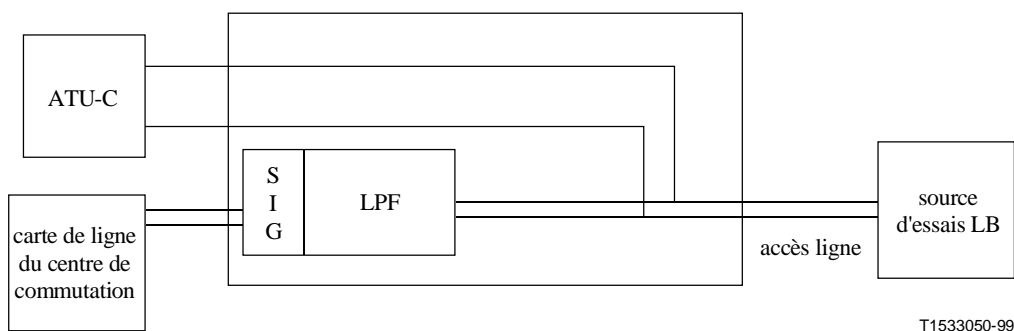 ATU-C
S
I
G
LPF
carte de ligne
du centre de
commutation
accès ligne
source
d'essais LB
T1533050-99